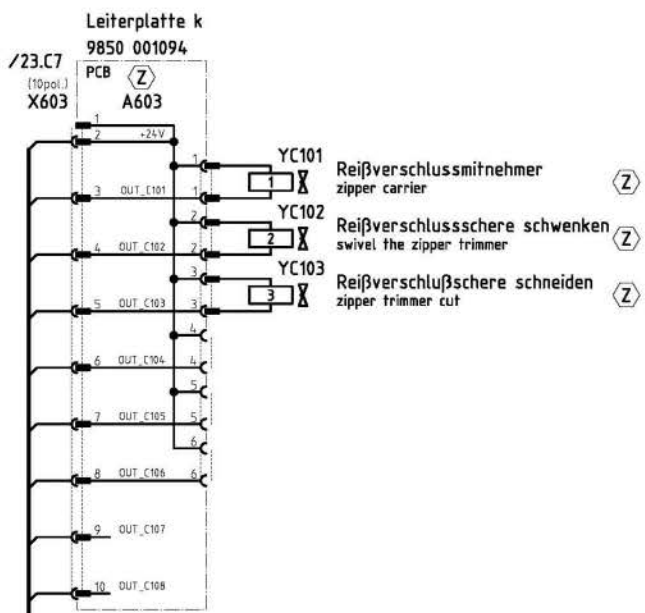 Leiterplatte k
9850 001094
/23.C7
(10pol.)
X603
PCB Z
A603
1
2 +24V
1 YC101
1 Reißverschlussmitnehmer
zipper carrier Z
3 OUT_C101 1
2 YC102
2 Reißverschlussschere schwenken
swivel the zipper trimmer Z
4 OUT_C102 2
3 YC103
3 Reißverschlußschere schneiden
zipper trimmer cut Z
5 OUT_C103 3
4
6 OUT_C104 4
5
7 OUT_C105 5
6
8 OUT_C106 6
9 OUT_C107
10 OUT_C108